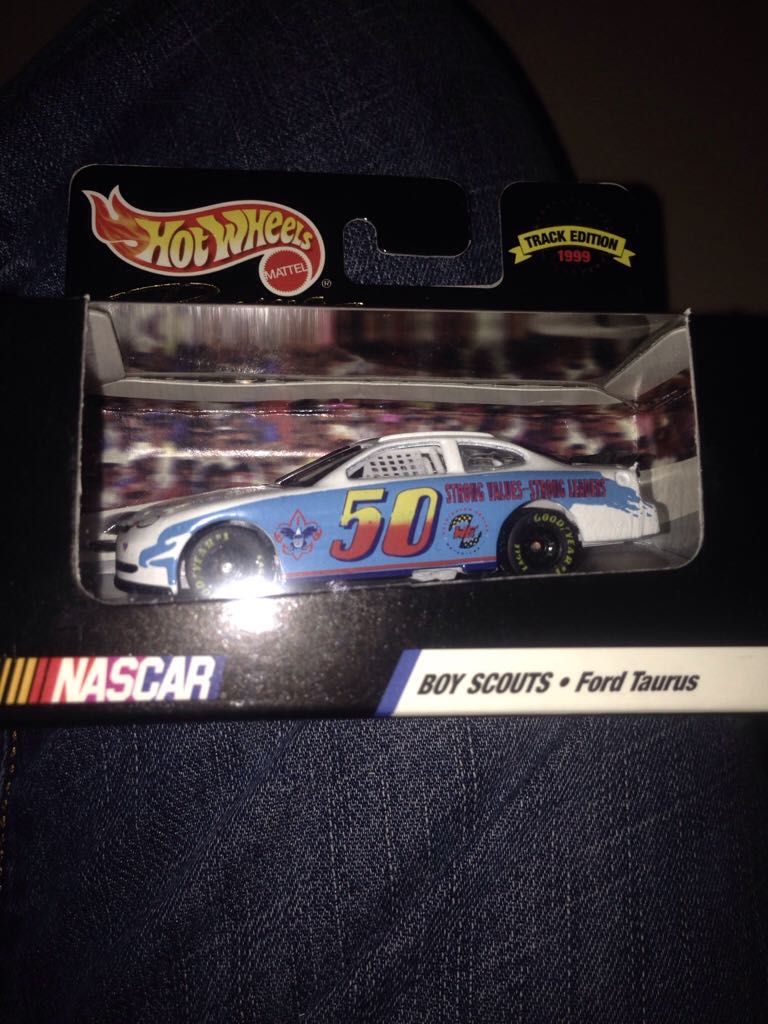 HOT WHEELS
MATTEL
®
TRACK EDITION
1999
50
STRONG VALUES-STRONG LEADERS
GOODYEAR
NASCAR
BOY SCOUTS • Ford Taurus